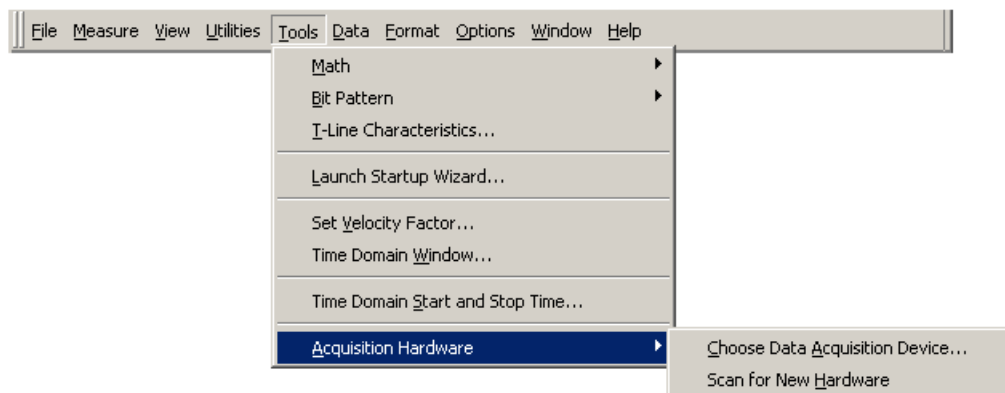 File Measure View Utilities Tools Data Format Options Window Help
Math
Bit Pattern
T-Line Characteristics...
Launch Startup Wizard...
Set Velocity Factor...
Time Domain Window...
Time Domain Start and Stop Time...
Acquisition Hardware
Choose Data Acquisition Device...
Scan for New Hardware